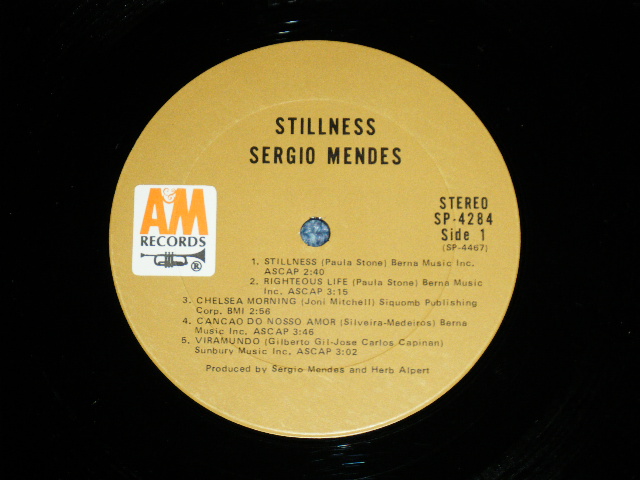 STILLNESS
SERGIO MENDES
A&M
RECORDS
®
STEREO
SP-4284
Side 1
(SP-4467)
1. STILLNESS (Paula Stone) Berna Music Inc.
ASCAP 2:40
2. RIGHTEOUS LIFE (Paula Stone) Berna Music
Inc. ASCAP 3:15
3. CHELSEA MORNING (Joni Mitchell) Siquomb Publishing
Corp. BMI 2:56
4. CANCAO DO NOSSO AMOR (Silveira-Medeiros) Berna
Music Inc. ASCAP 3:46
5. VIRAMUNDO (Gilberto Gil-Jose Carlos Capinan)
Sunbury Music Inc. ASCAP 3:02
Produced by Sérgio Mendes and Herb Alpert